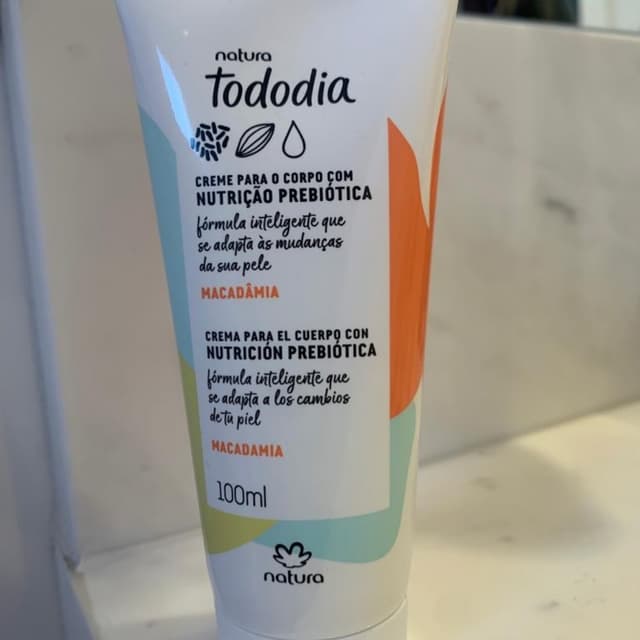 natura
tododia
CREME PARA O CORPO COM
NUTRIÇÃO PREBIÓTICA
fórmula inteligente que
se adapta às mudanças
da sua pele
MACADÂMIA
CREMA PARA EL CUERPO CON
NUTRICIÓN PREBIÓTICA
fórmula inteligente que
se adapta a los cambios
de tu piel
MACADAMIA
100ml
natura